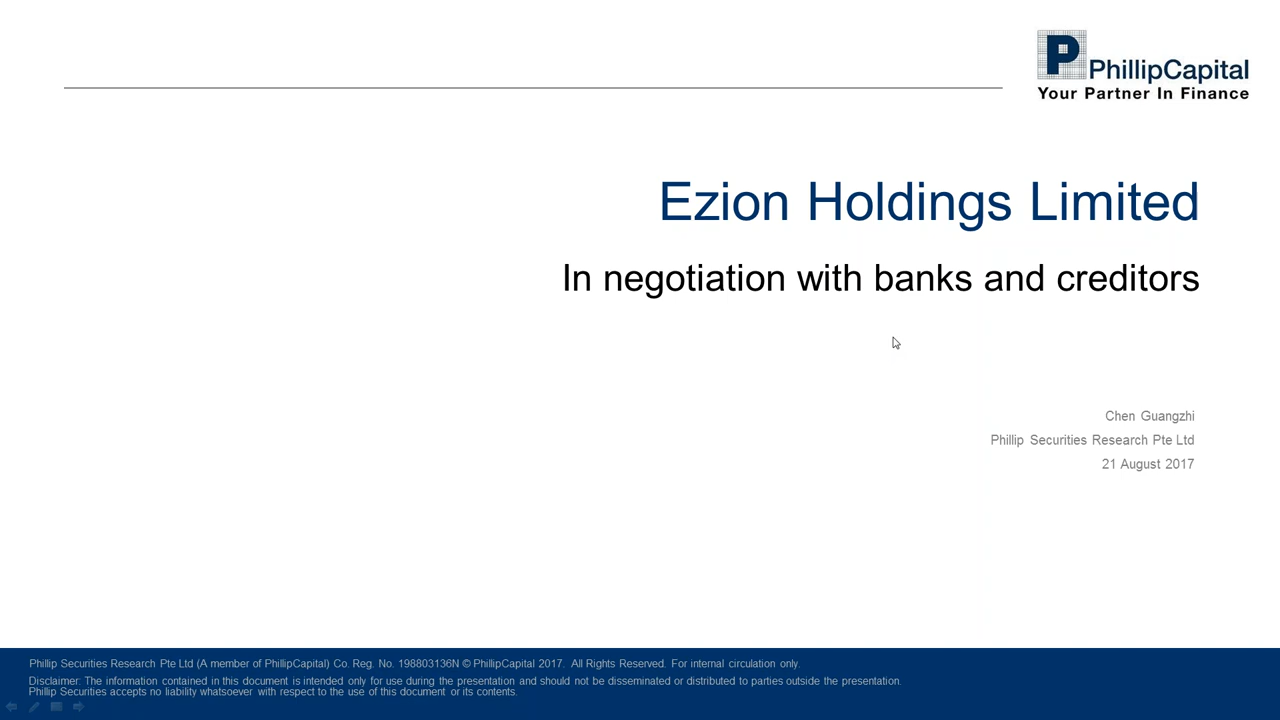 P
PhillipCapital
Your Partner In Finance
Ezion Holdings Limited
In negotiation with banks and creditors
Chen Guangzhi
Phillip Securities Research Pte Ltd
21 August 2017
Phillip Securities Research Pte Ltd (A member of PhillipCapital) Co. Reg. No. 198803136N © PhillipCapital 2017. All Rights Reserved. For internal circulation only.
Disclaimer: The information contained in this document is intended only for use during the presentation and should not be disseminated or distributed to parties outside the presentation.
Phillip Securities accepts no liability whatsoever with respect to the use of this document or its contents.